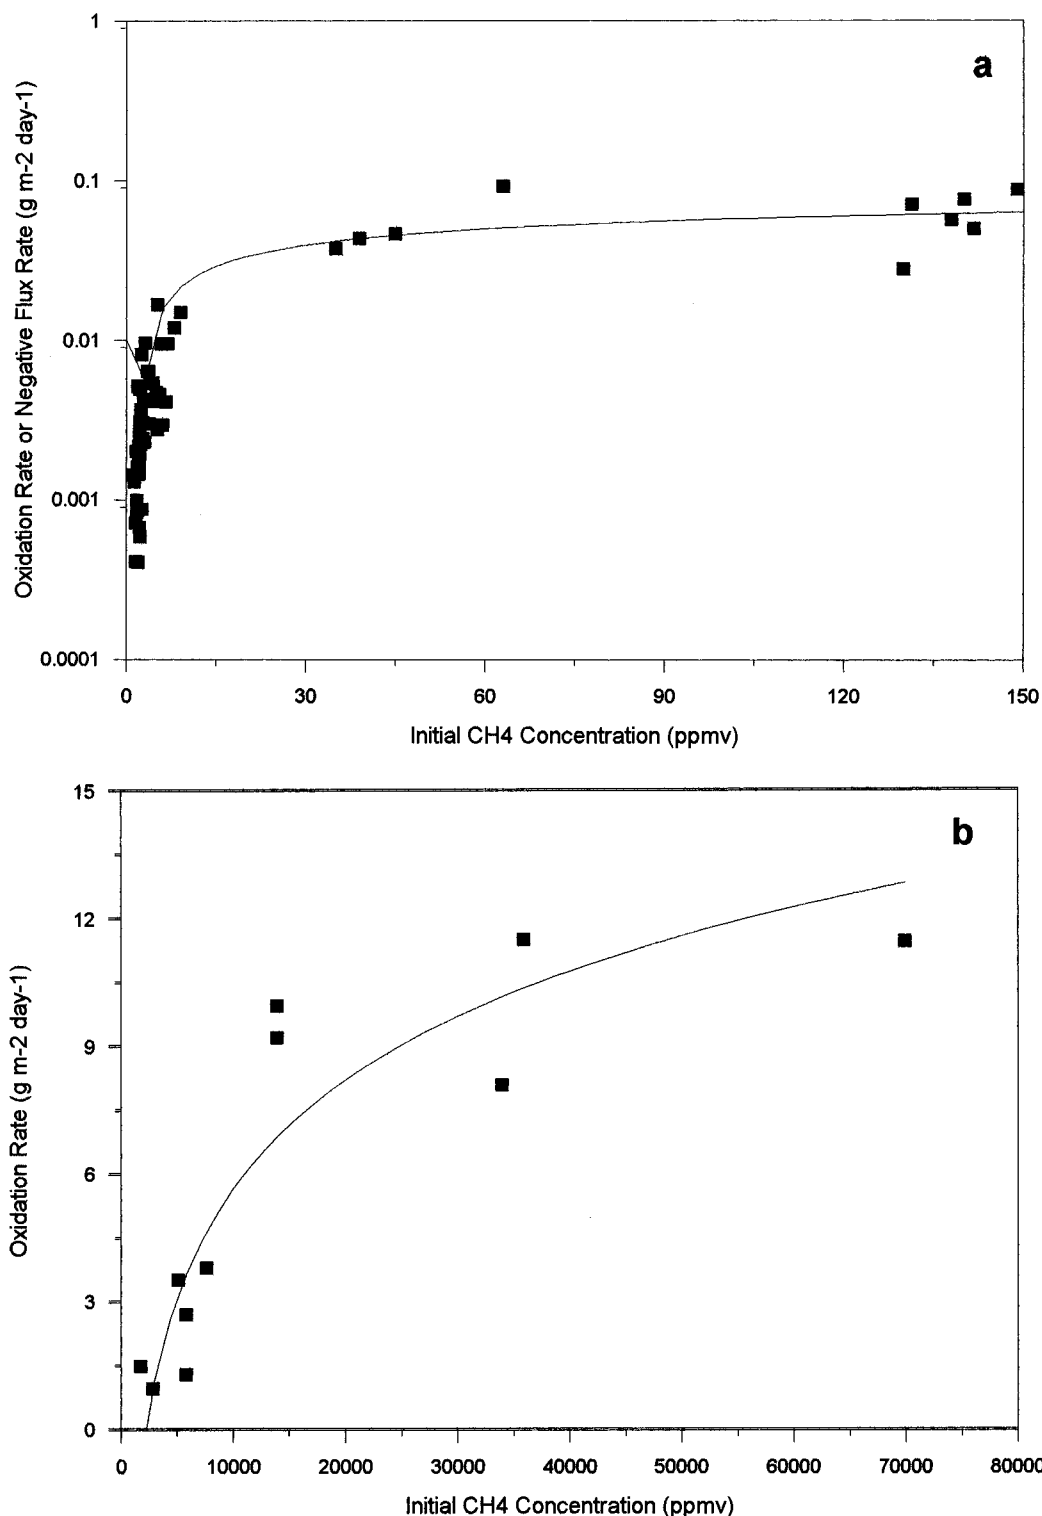 1
a
0.1
0.01
0.001
0.0001
Oxidation Rate or Negative Flux Rate (g m-2 day-1)
0 30 60 90 120 150
Initial CH4 Concentration (ppmv)
15
b
12
9
6
3
0
Oxidation Rate (g m-2 day-1)
0 10000 20000 30000 40000 50000 60000 70000 80000
Initial CH4 Concentration (ppmv)